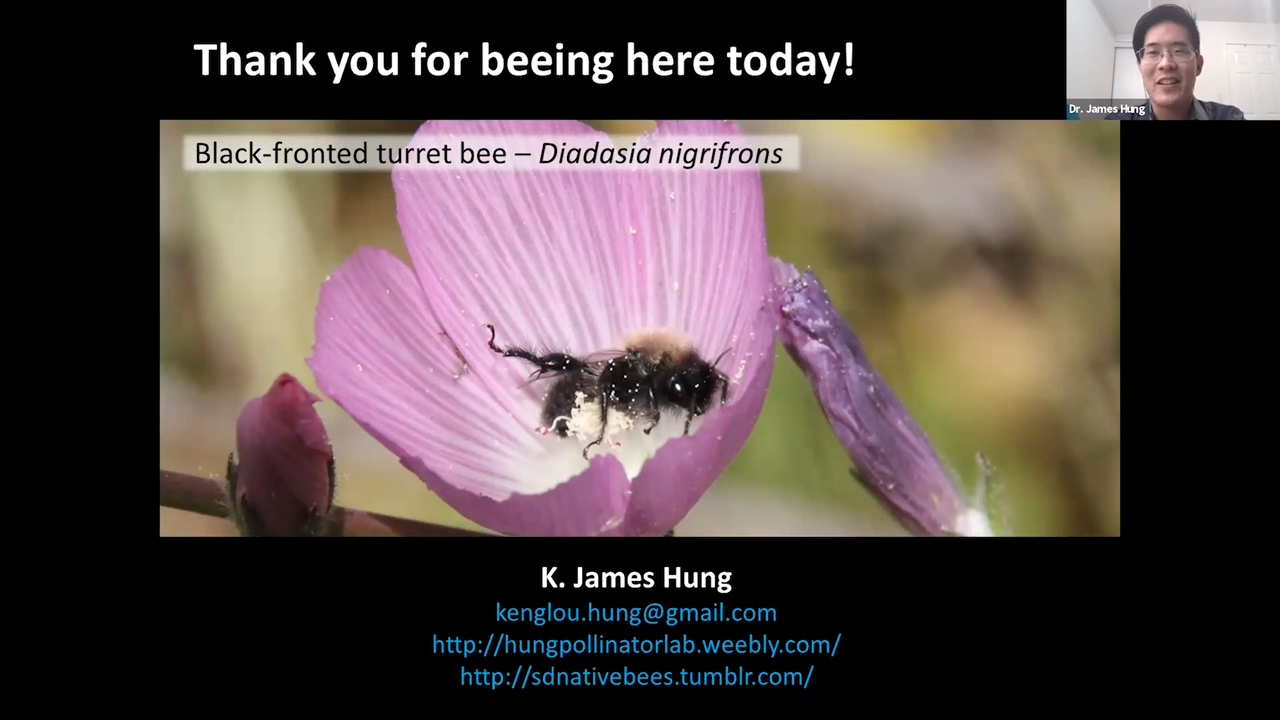 Thank you for beeing here today!
Dr. James Hung
Black-fronted turret bee – Diadasia nigrifrons
K. James Hung
kenglou.hung@gmail.com
http://hungpollinatorlab.weebly.com/
http://sdnativebees.tumblr.com/